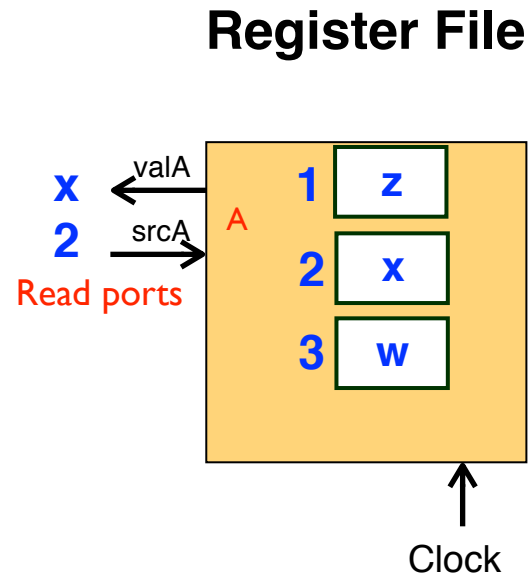 Register File
x valA
2 srcA
A
Read ports
1 z
2 x
3 w
Clock